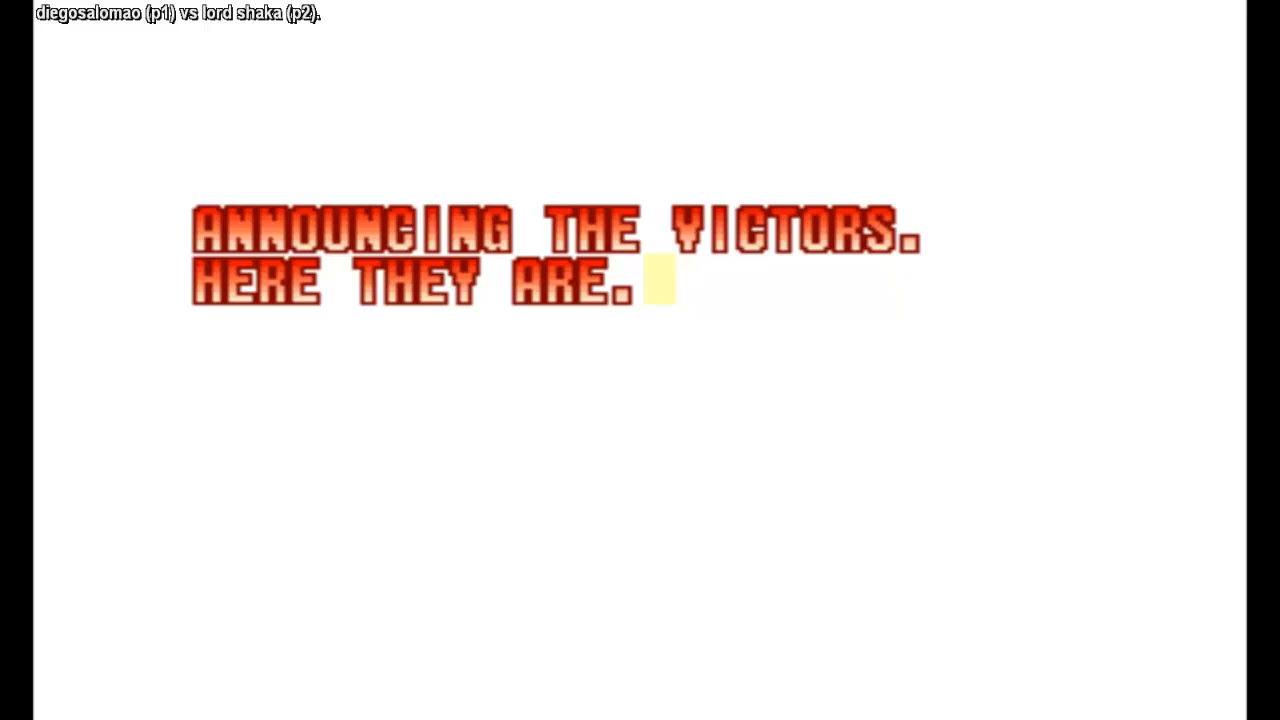 diegosalomao (p1) vs lord shaka (p2).
ANNOUNCING THE VICTORS.
HERE THEY ARE.